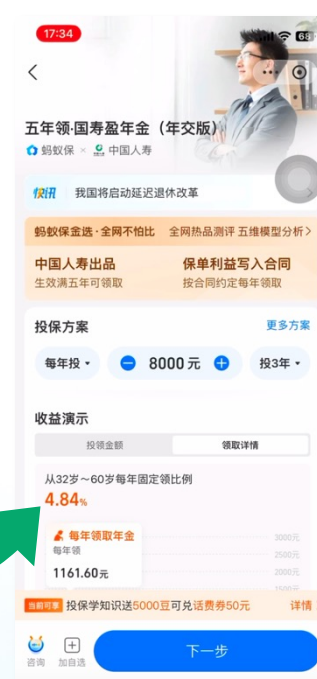 17:34
68
五年领·国寿盈年金（年交版）
蚂蚁保 × 中国人寿
快讯 我国将启动延迟退休改革
蚂蚁保金选·全网不怕比 全网热品测评 五维模型分析>
中国人寿出品 保单利益写入合同
生效满五年可领取 按合同约定每年领取
投保方案 更多方案
每年投 8000元 投3年
收益演示
投领金额 领取详情
从32岁～60岁每年固定领比例
4.84%
每年领取年金
每年领
1161.60元
3000元
2500元
2000元
1500元
当前可享 投保学知识送5000豆可兑话费券50元 详情
咨询 加自选 下一步